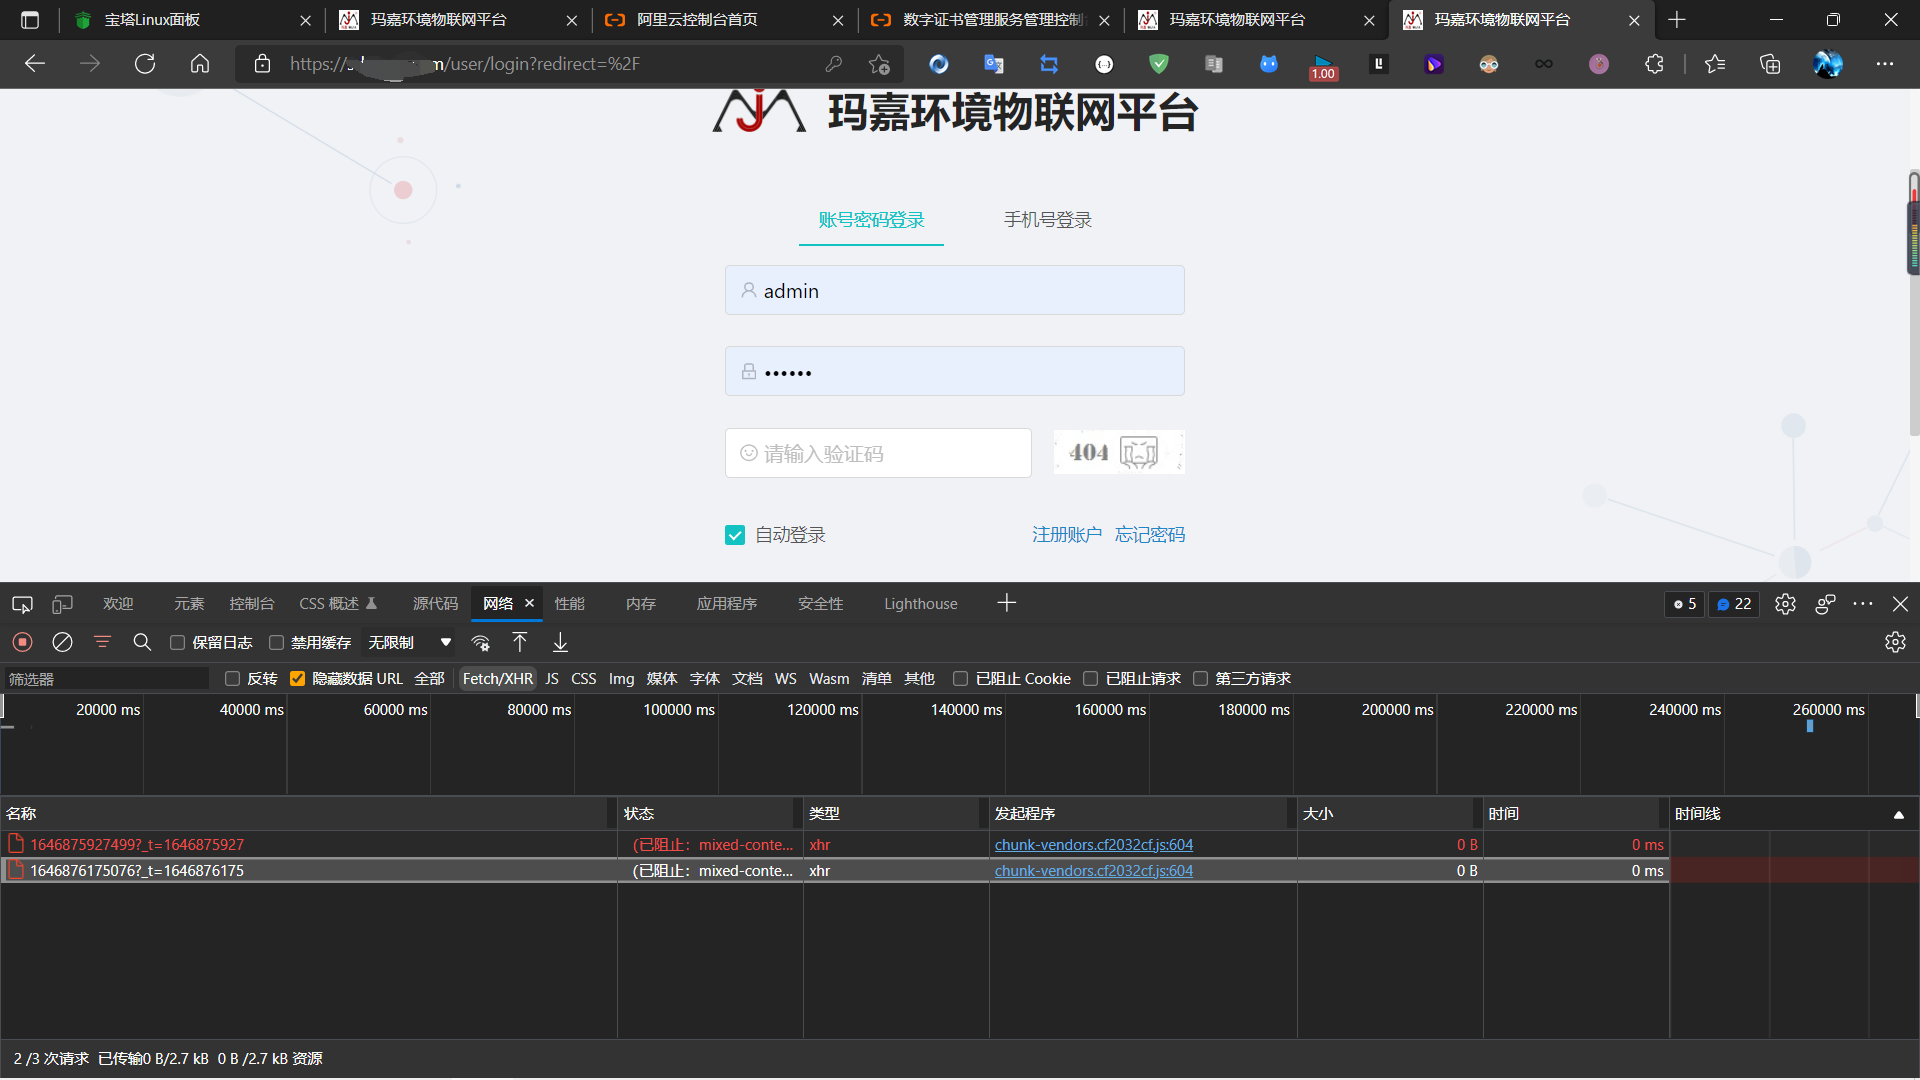 宝塔Linux面板
玛嘉环境物联网平台
阿里云控制台首页
数字证书管理服务管理控制
玛嘉环境物联网平台
玛嘉环境物联网平台
https:// m/user/login?redirect=%2F
1.00
玛嘉环境物联网平台
账号密码登录 手机号登录
admin
••••••
请输入验证码 404
自动登录 注册账户 忘记密码
欢迎 元素 控制台 CSS 概述 源代码 网络 性能 内存 应用程序 安全性 Lighthouse 5 22
保留日志 禁用缓存 无限制
筛选器 反转 隐藏数据 URL 全部 Fetch/XHR JS CSS Img 媒体 字体 文档 WS Wasm 清单 其他 已阻止 Cookie 已阻止请求 第三方请求
20000 ms 40000 ms 60000 ms 80000 ms 100000 ms 120000 ms 140000 ms 160000 ms 180000 ms 200000 ms 220000 ms 240000 ms 260000 ms
名称 状态 类型 发起程序 大小 时间 时间线
1646875927499?_t=1646875927 (已阻止：mixed-conte... xhr chunk-vendors.cf2032cf.js:604 0 B 0 ms
1646876175076?_t=1646876175 (已阻止：mixed-conte... xhr chunk-vendors.cf2032cf.js:604 0 B 0 ms
2 /3 次请求 已传输0 B/2.7 kB 0 B /2.7 kB 资源